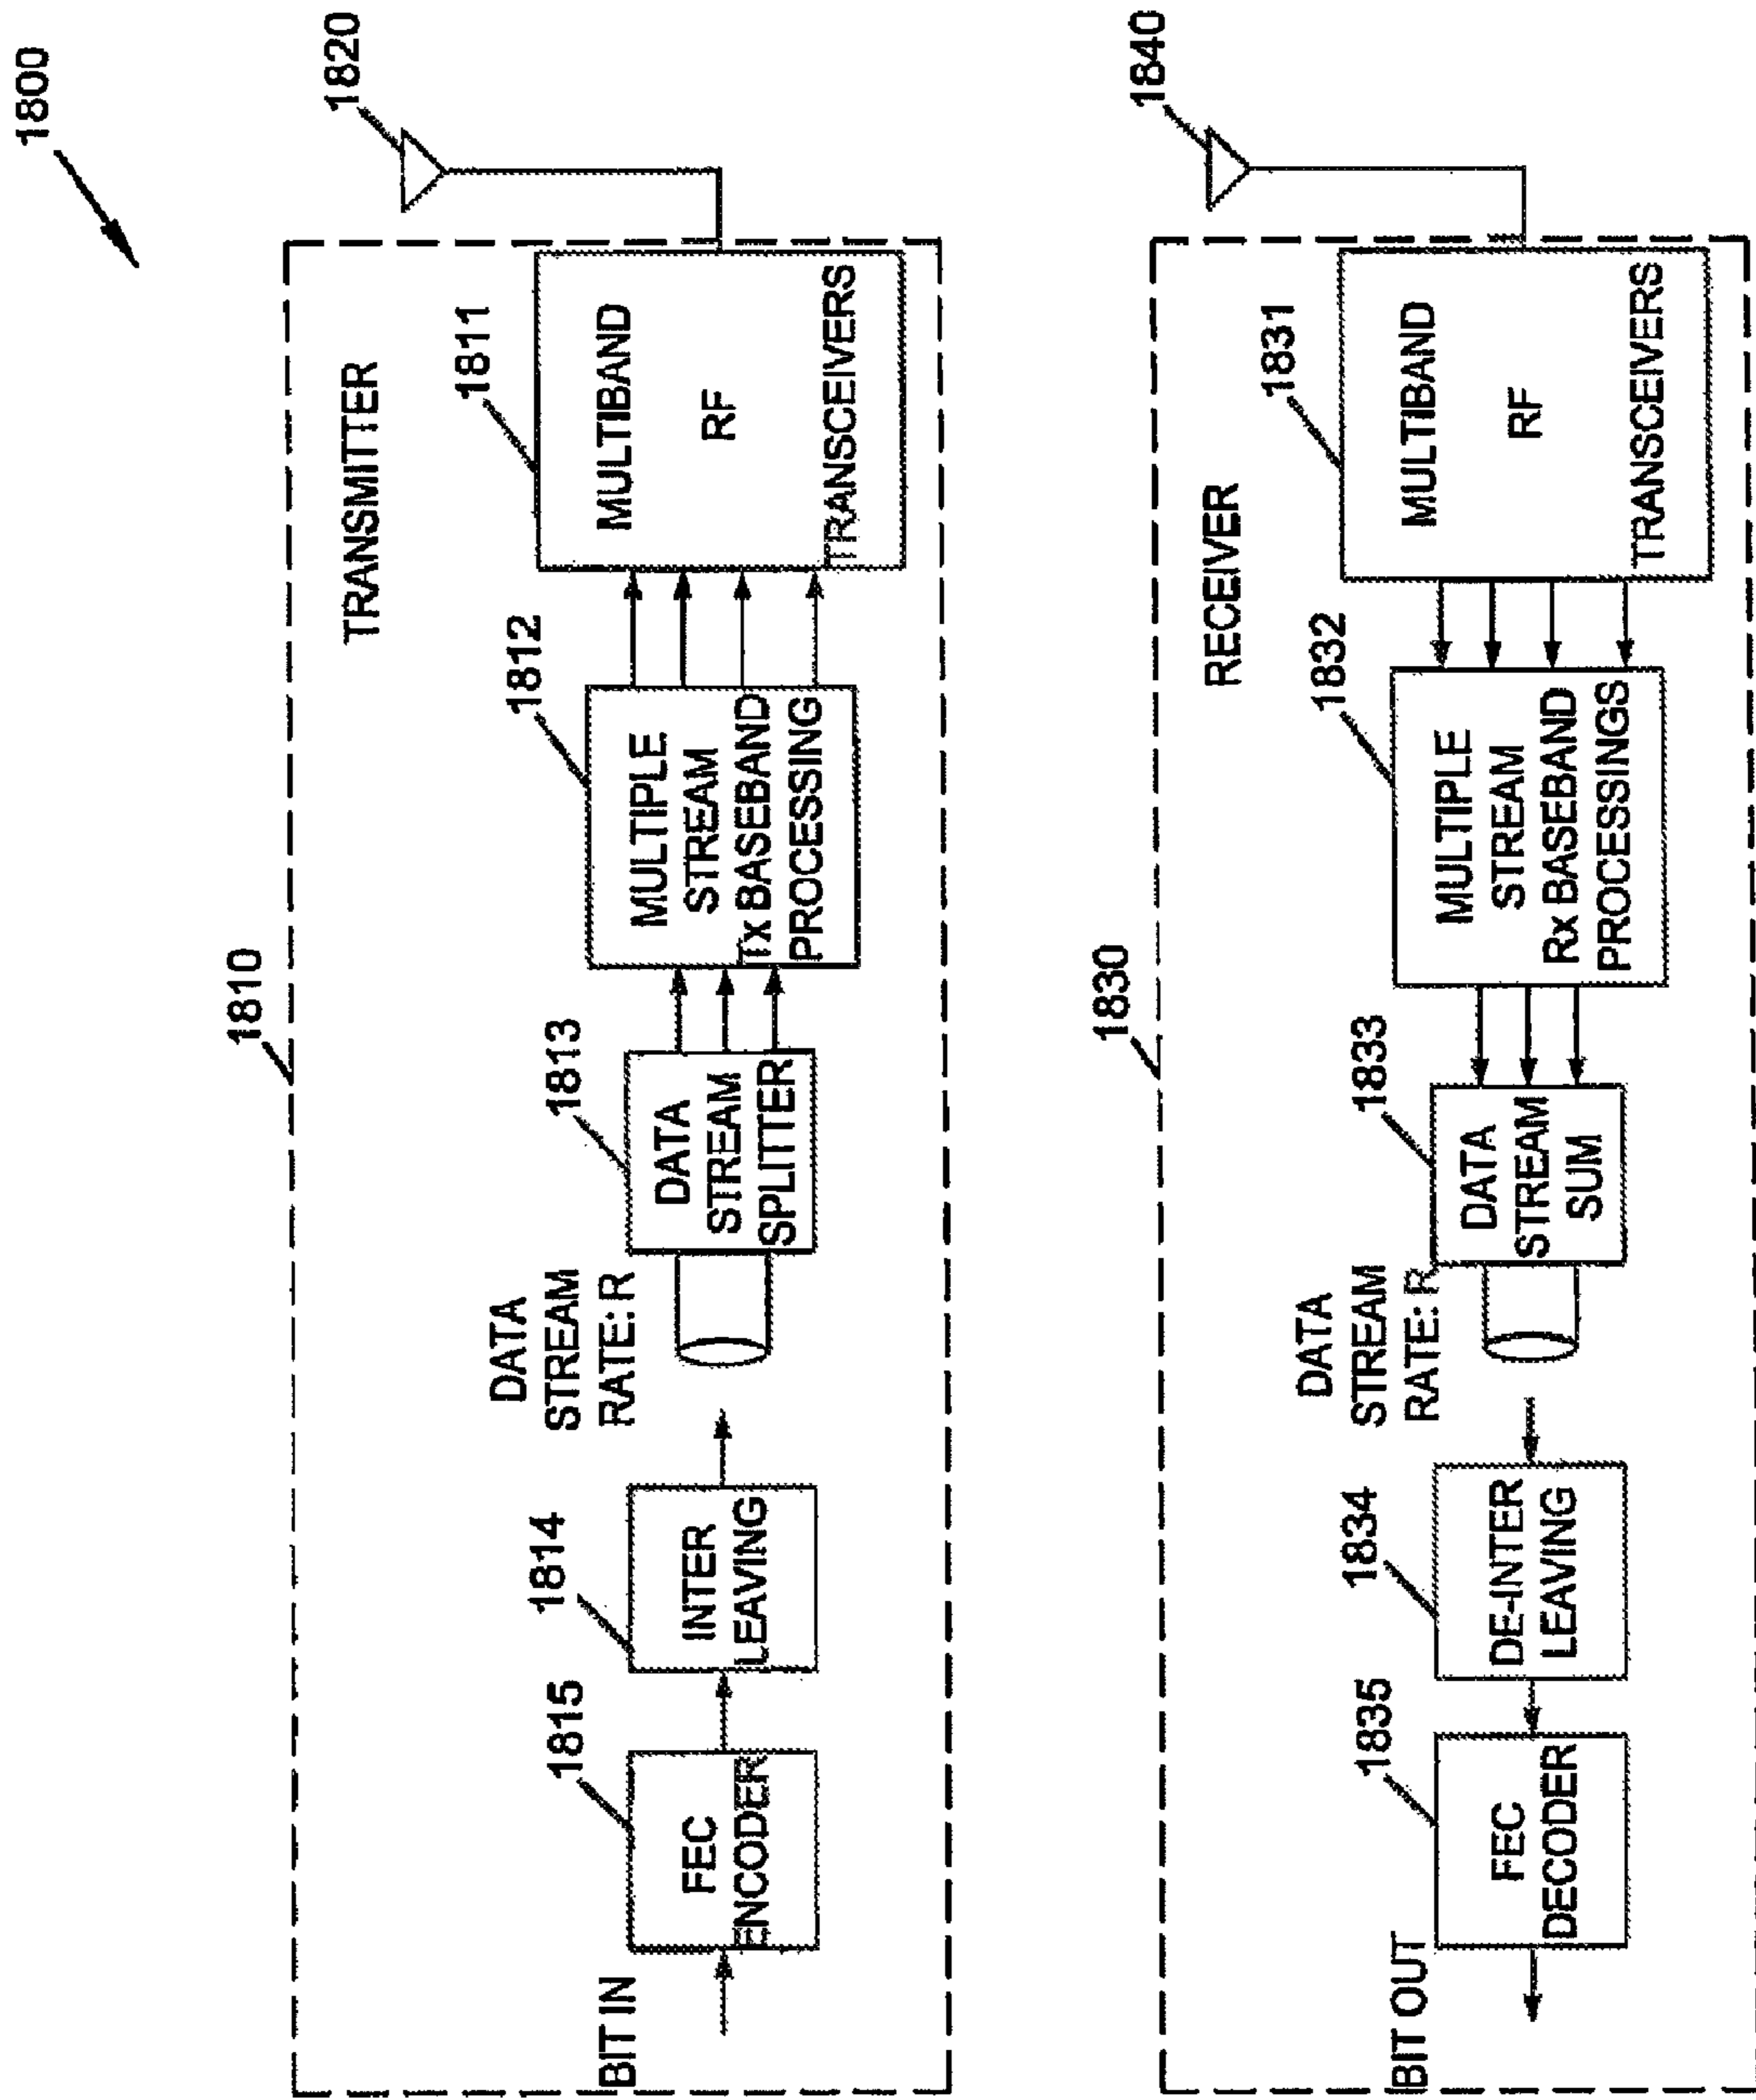 1800
1810
TRANSMITTER
1820
BIT IN
1815
FEC
ENCODER
1814
INTER
LEAVING
DATA
STREAM
RATE: R
1813
DATA
STREAM
SPLITTER
1812
MULTIPLE
STREAM
Tx BASEBAND
PROCESSING
1811
MULTIBAND
RF
TRANSCEIVERS
1830
RECEIVER
1840
BIT OUT
1835
FEC
DECODER
1834
DE-INTER
LEAVING
DATA
STREAM
RATE: R
1833
DATA
STREAM
SUM
1832
MULTIPLE
STREAM
Rx BASEBAND
PROCESSINGS
1831
MULTIBAND
RF
TRANSCEIVERS